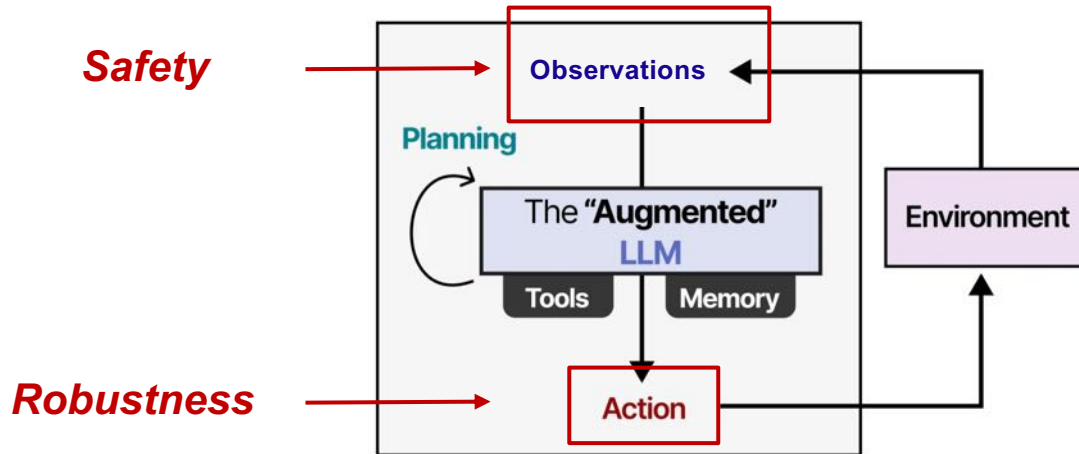 Safety
Observations
Planning
The “Augmented”
LLM
Tools
Memory
Environment
Robustness
Action